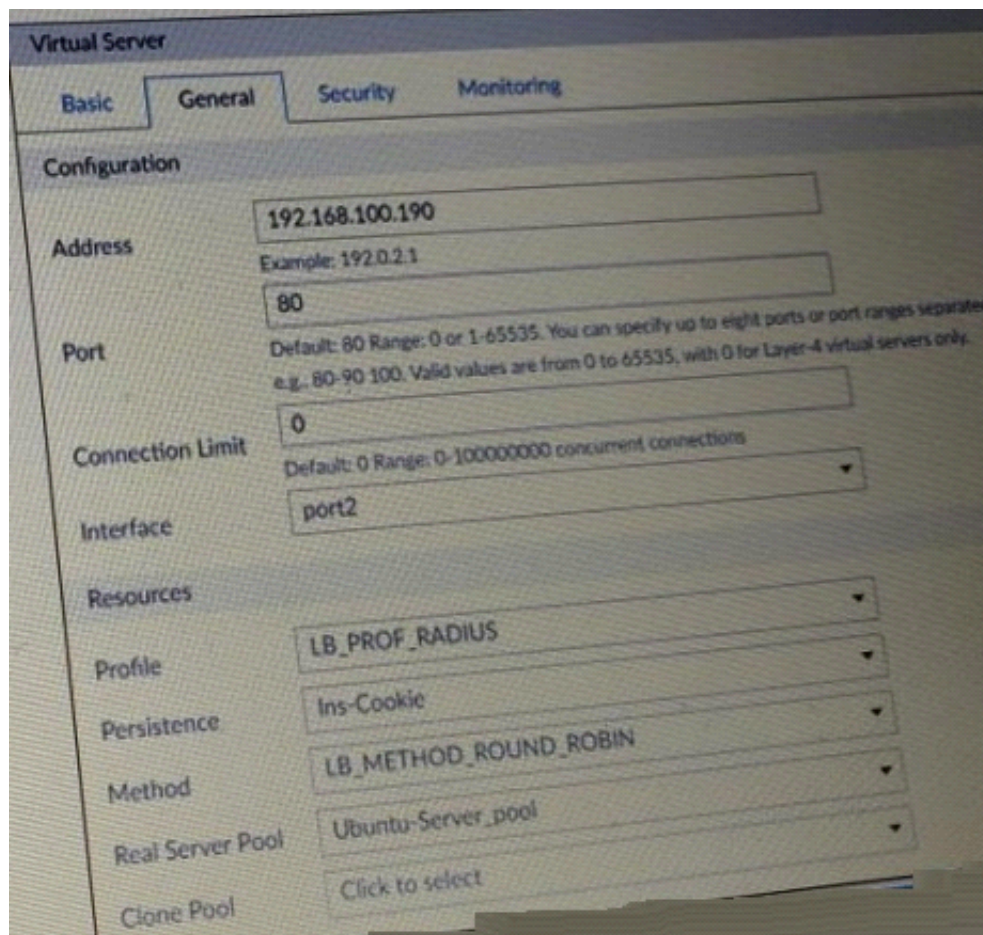 Virtual Server
Basic General Security Monitoring
Configuration
Address 192.168.100.190
Example: 192.0.2.1
Port 80
Default: 80 Range: 0 or 1-65535. You can specify up to eight ports or port ranges separate
e.g., 80-90 100. Valid values are from 0 to 65535, with 0 for Layer-4 virtual servers only.
Connection Limit 0
Default: 0 Range: 0-100000000 concurrent connections
Interface port2
Resources
Profile LB_PROF_RADIUS
Persistence Ins-Cookie
Method LB_METHOD_ROUND_ROBIN
Real Server Pool Ubuntu-Server_pool
Clone Pool Click to select